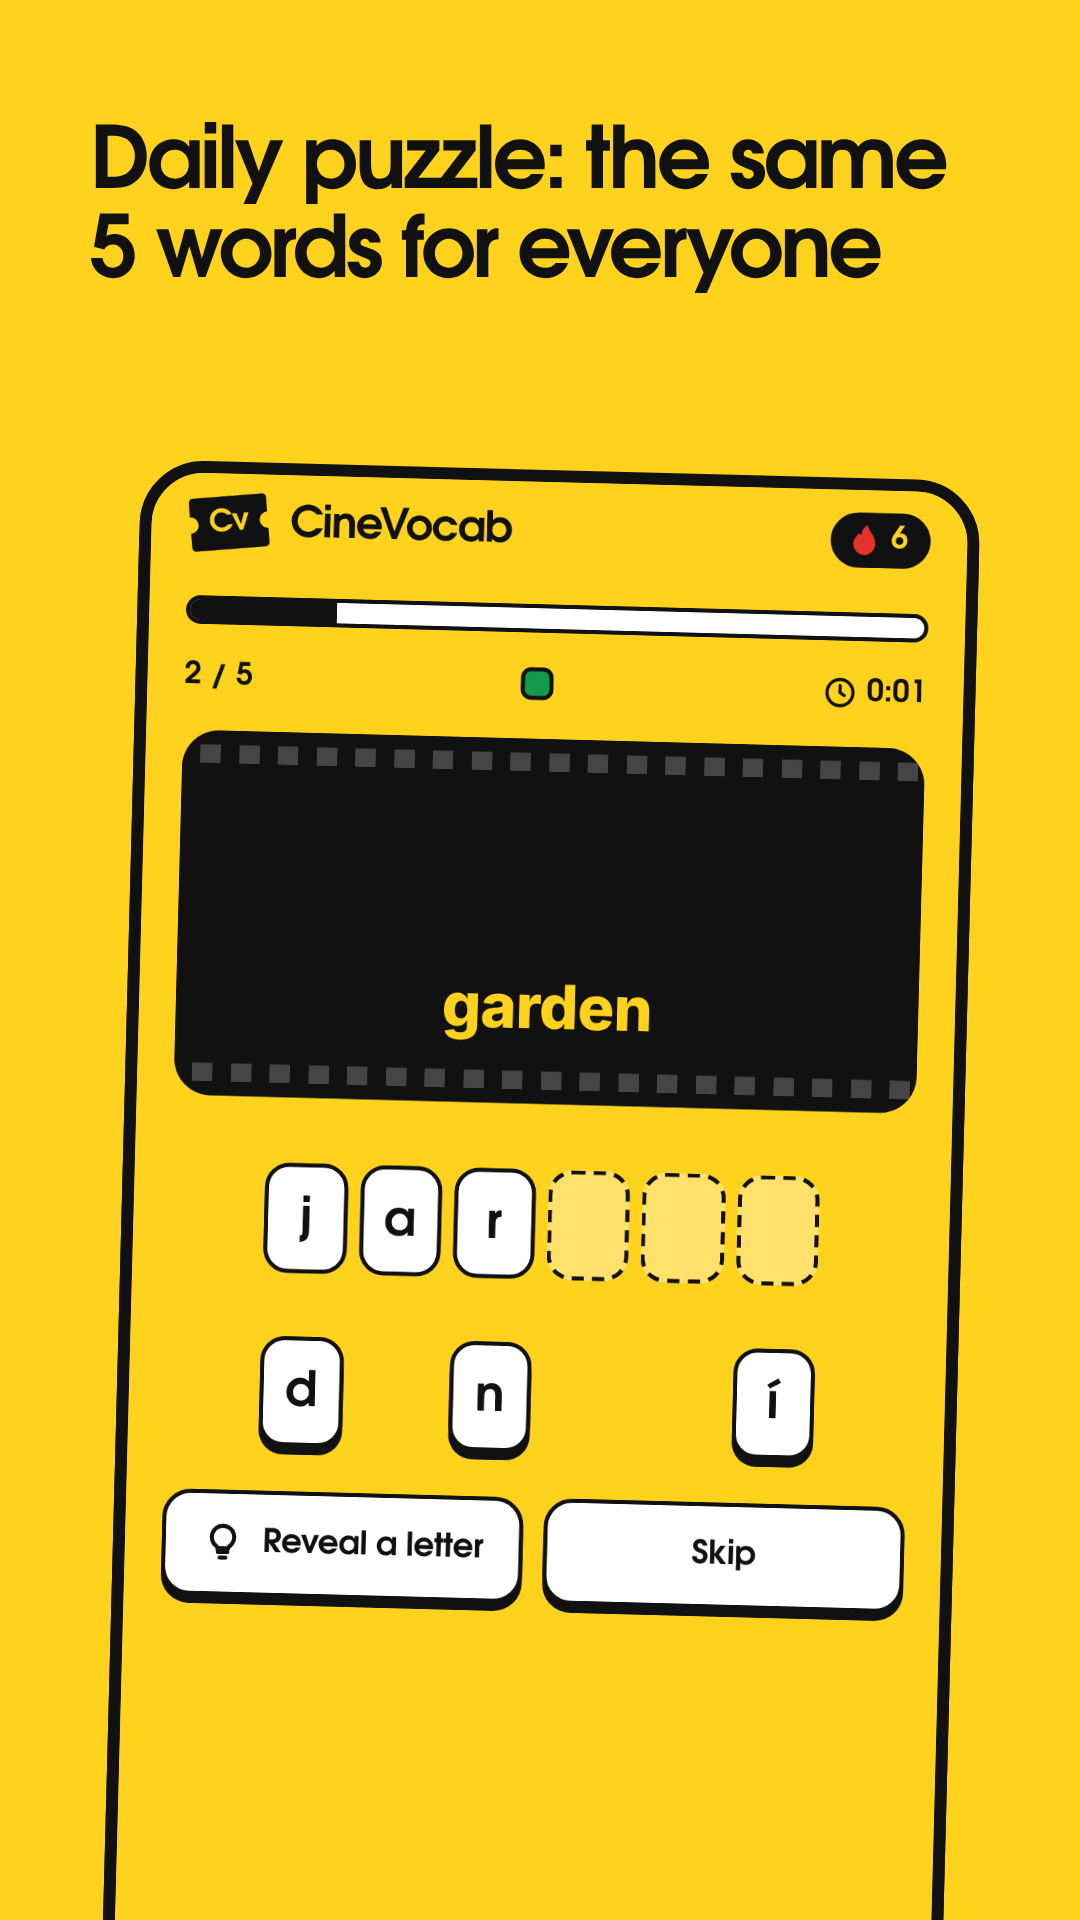 Daily puzzle: the same
5 words for everyone
Cv CineVocab 6
2 / 5 0:01
garden
j a r
d n í
Reveal a letter Skip